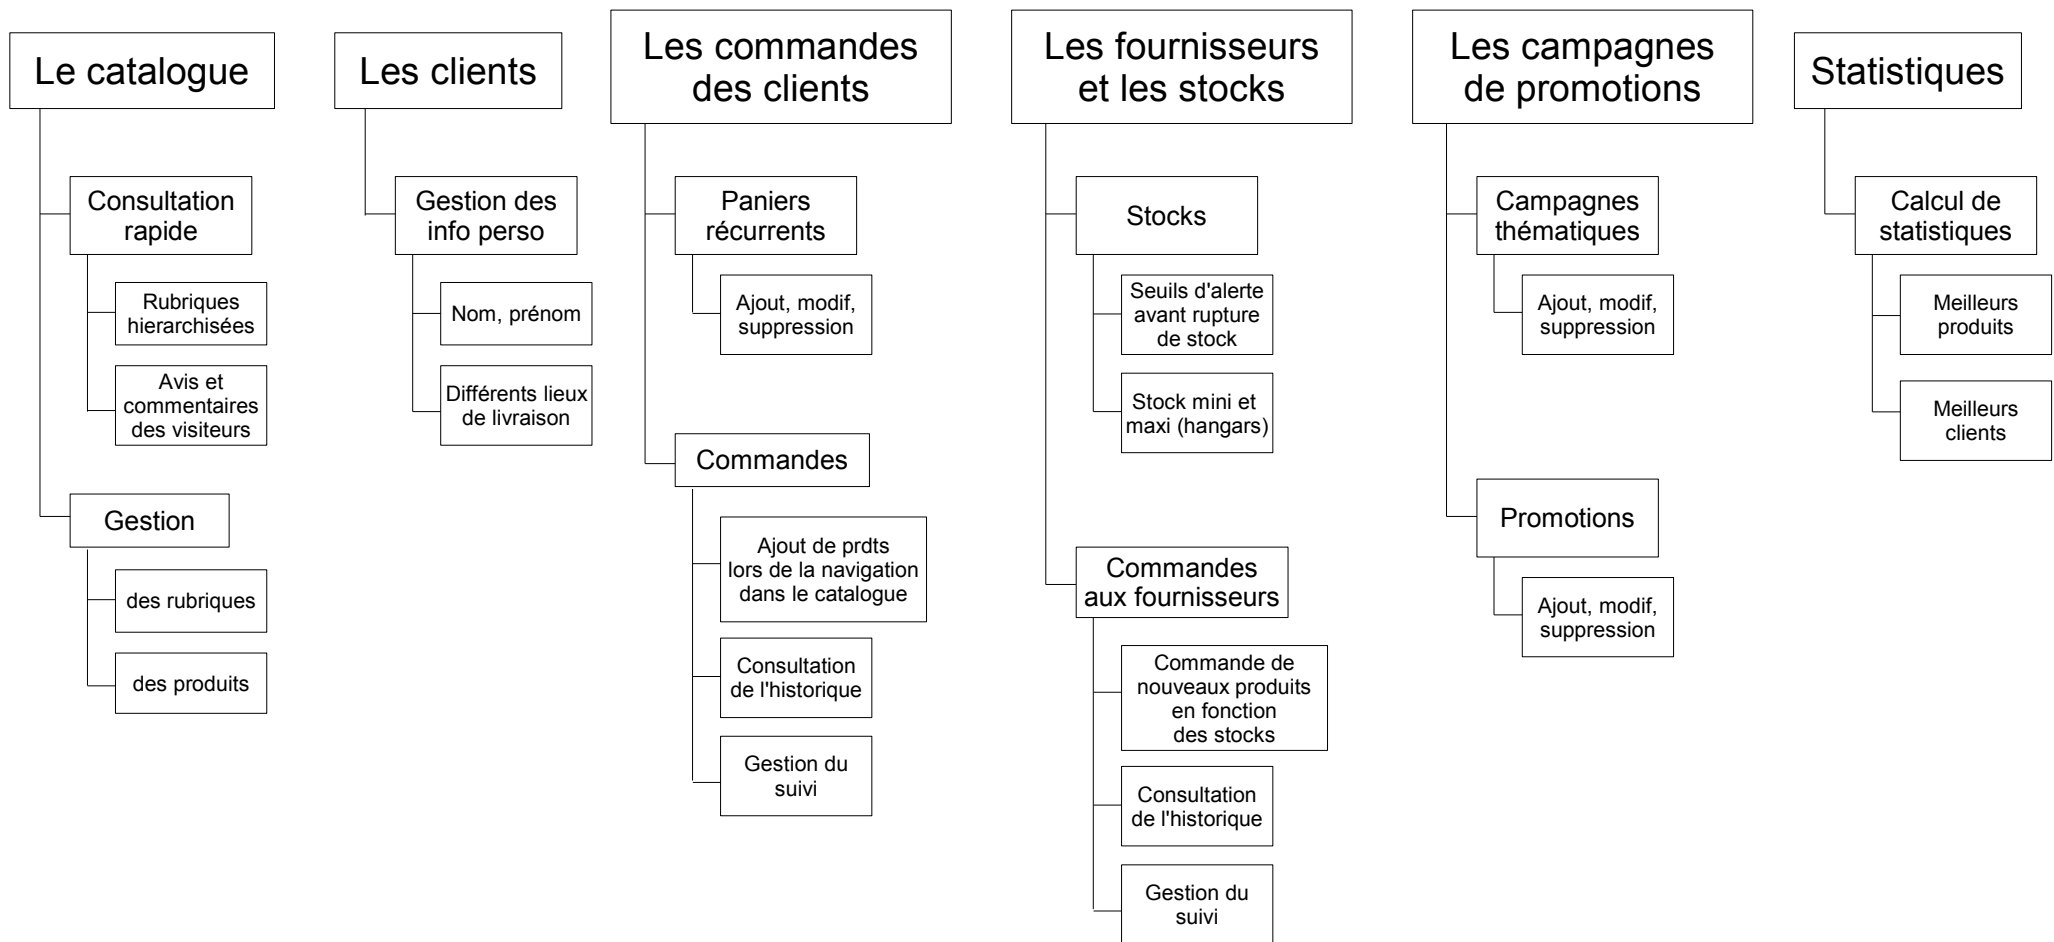 Le catalogue
Consultation
rapide
Rubriques
hierarchisées
Avis et
commentaires
des visiteurs
Gestion
des rubriques
des produits
Les clients
Gestion des
info perso
Nom, prénom
Différents lieux
de livraison
Les commandes
des clients
Paniers
récurrents
Ajout, modif,
suppression
Commandes
Ajout de prdts
lors de la navigation
dans le catalogue
Consultation
de l'historique
Gestion du
suivi
Les fournisseurs
et les stocks
Stocks
Seuils d'alerte
avant rupture
de stock
Stock mini et
maxi (hangars)
Commandes
aux fournisseurs
Commande de
nouveaux produits
en fonction
des stocks
Consultation
de l'historique
Gestion du
suivi
Les campagnes
de promotions
Campagnes
thématiques
Ajout, modif,
suppression
Promotions
Ajout, modif,
suppression
Statistiques
Calcul de
statistiques
Meilleurs
produits
Meilleurs
clients